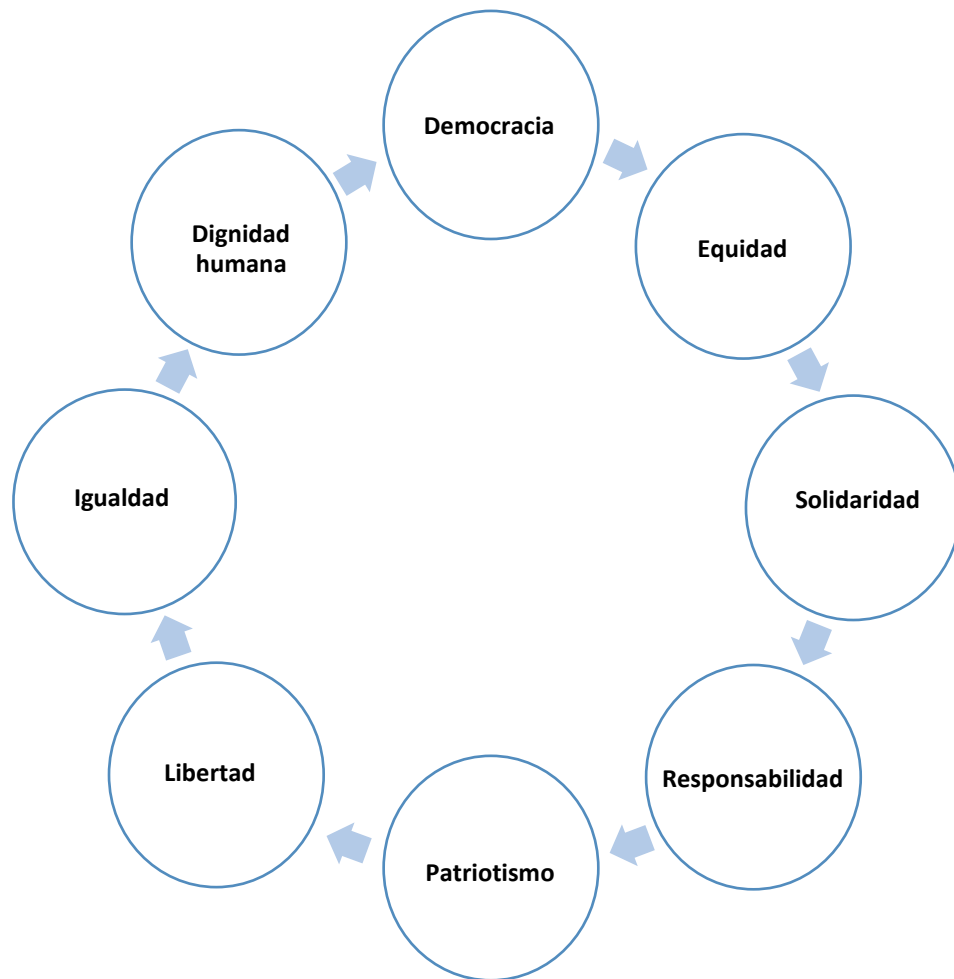 Democracia
Equidad
Solidaridad
Responsabilidad
Patriotismo
Libertad
Igualdad
Dignidad
humana